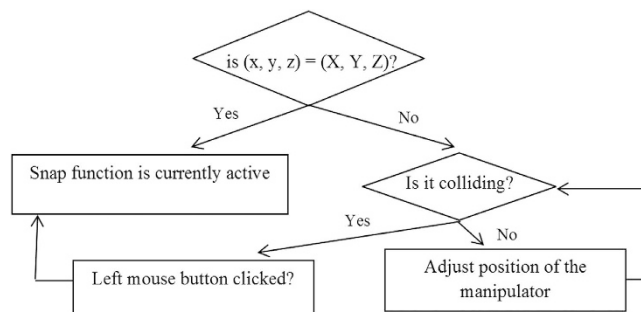 is (x, y, z) = (X, Y, Z)?
Yes
No
Snap function is currently active
Is it colliding?
Yes
No
Left mouse button clicked?
Adjust position of the
manipulator